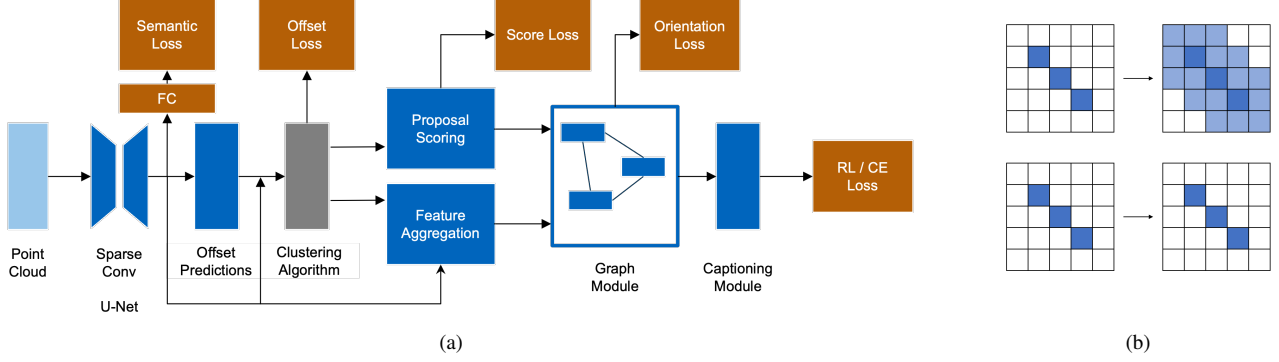 Semantic
Loss
Offset
Loss
Score Loss
Orientation
Loss
FC
Proposal
Scoring
Feature
Aggregation
RL / CE
Loss
Point
Cloud
Sparse
Conv
U-Net
Offset
Predictions
Clustering
Algorithm
Graph
Module
Captioning
Module
(a)
(b)